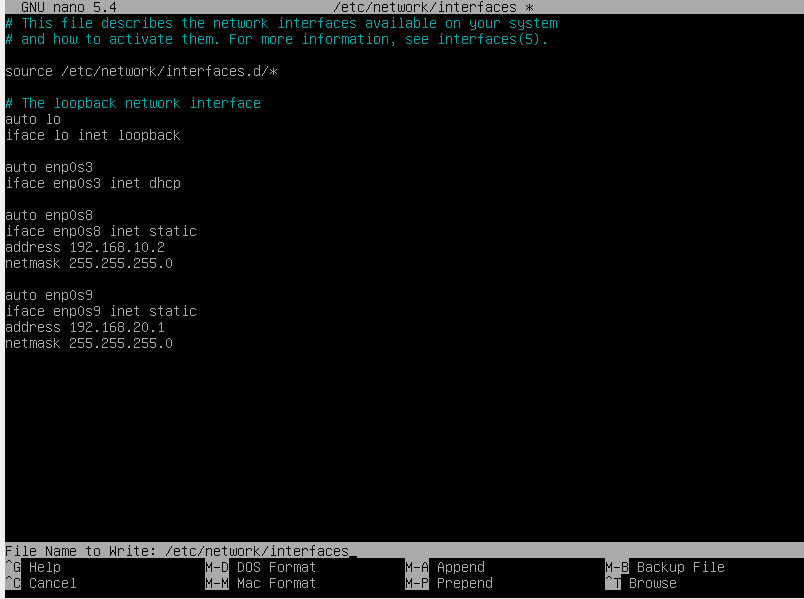 GNU nano 5.4 /etc/network/interfaces *
# This file describes the network interfaces available on your system
# and how to activate them. For more information, see interfaces(5).
source /etc/network/interfaces.d/*
# The loopback network interface
auto lo
iface lo inet loopback
auto enp0s3
iface enp0s3 inet dhcp
auto enp0s8
iface enp0s8 inet static
address 192.168.10.2
netmask 255.255.255.0
auto enp0s9
iface enp0s9 inet static
address 192.168.20.1
netmask 255.255.255.0
File Name to Write: /etc/network/interfaces_
^G Help M-D DOS Format M-A Append M-B Backup File
^C Cancel M-M Mac Format M-P Prepend ^T Browse